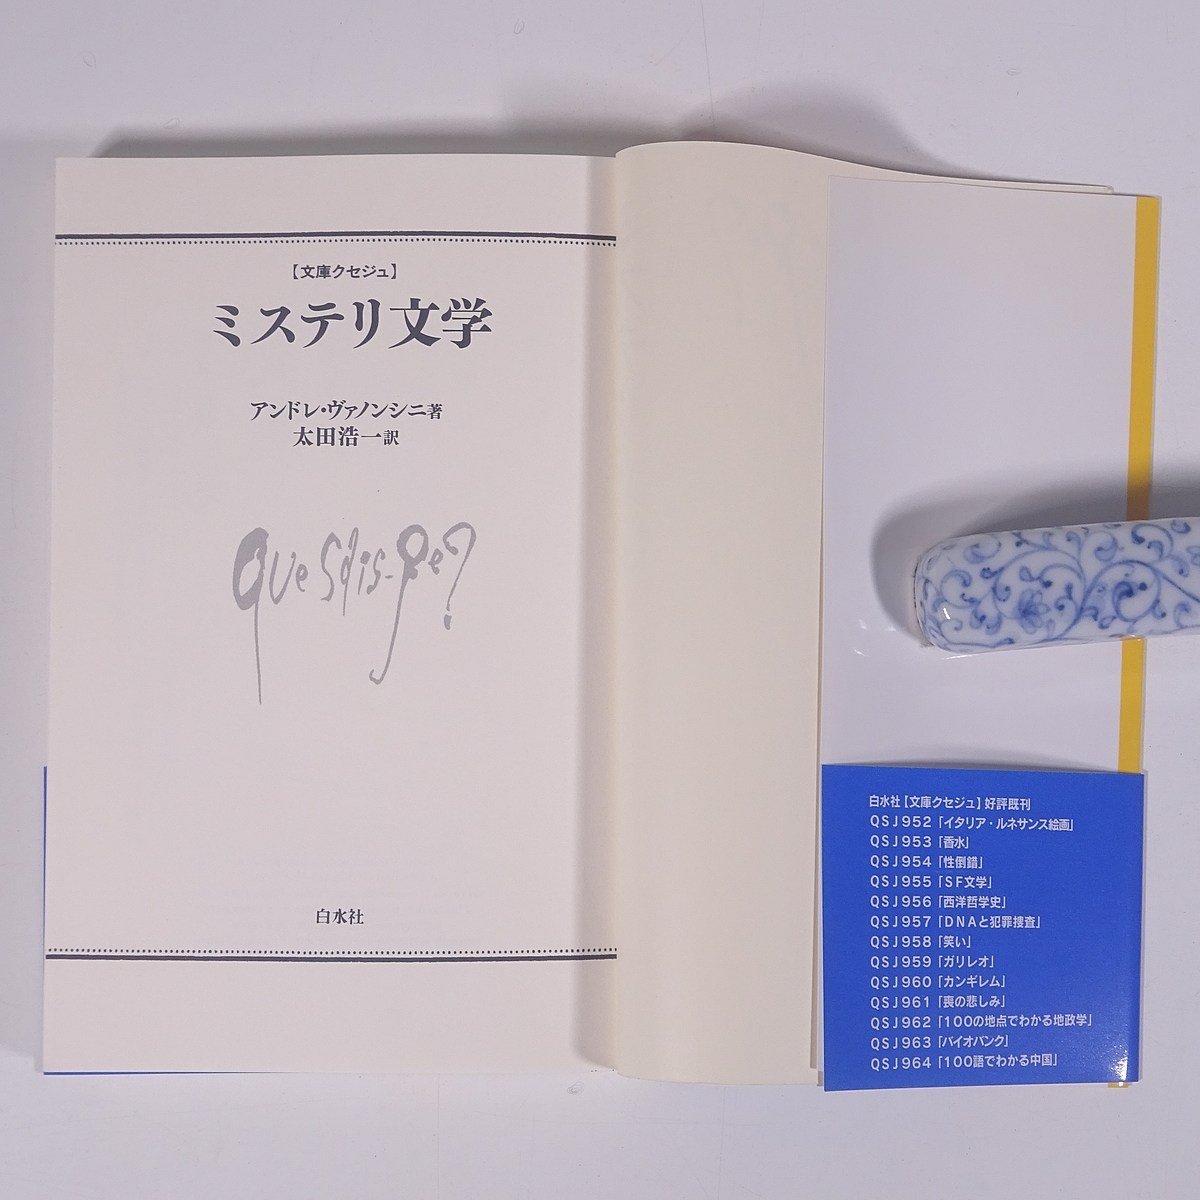 【文庫クセジュ】
ミステリ文学
アンドレ・ヴァノンシニ著
太田浩一訳
Que Sais-je?
白水社
白水社【文庫クセジュ】好評既刊
QSJ952「イタリア・ルネサンス絵画」
QSJ953「香水」
QSJ954「性倒錯」
QSJ955「SF文学」
QSJ956「西洋哲学史」
QSJ957「DNAと犯罪捜査」
QSJ958「笑い」
QSJ959「ガリレオ」
QSJ960「カンギレム」
QSJ961「喪の悲しみ」
QSJ962「100の地点でわかる地政学」
QSJ963「バイオバンク」
QSJ964「100語でわかる中国」